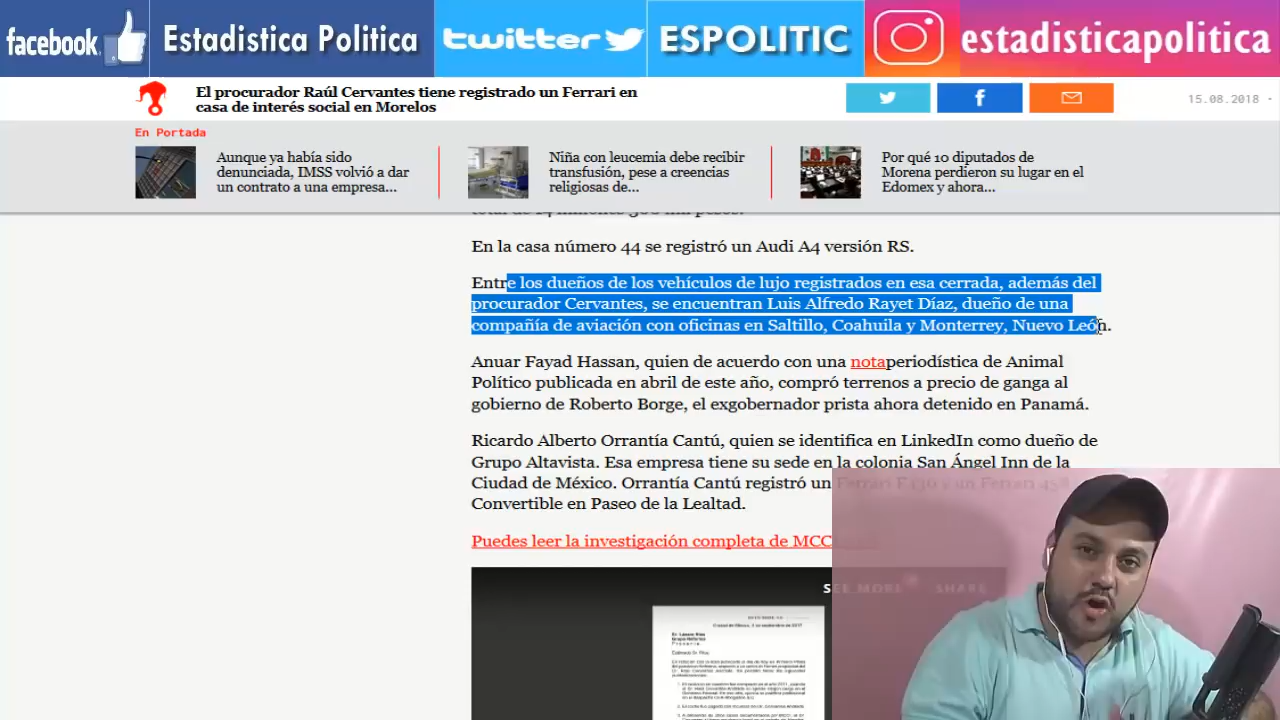 facebook
Estadistica Politica
twitter
ESPOLITIC
estadisticapolitica
El procurador Raúl Cervantes tiene registrado un Ferrari en
casa de interés social en Morelos
15.08.2018 -
En Portada
Aunque ya había sido
denunciada, IMSS volvió a dar
un contrato a una empresa...
Niña con leucemia debe recibir
transfusión, pese a creencias
religiosas de...
Por qué 10 diputados de
Morena perdieron su lugar en el
Edomex y ahora...
En la casa número 44 se registró un Audi A4 versión RS.
Entre los dueños de los vehículos de lujo registrados en esa cerrada, además del
procurador Cervantes, se encuentran Luis Alfredo Rayet Díaz, dueño de una
compañía de aviación con oficinas en Saltillo, Coahuila y Monterrey, Nuevo León.
Anuar Fayad Hassan, quien de acuerdo con una notaperiodística de Animal
Político publicada en abril de este año, compró terrenos a precio de ganga al
gobierno de Roberto Borge, el exgobernador prista ahora detenido en Panamá.
Ricardo Alberto Orrantía Cantú, quien se identifica en LinkedIn como dueño de
Grupo Altavista. Esa empresa tiene su sede en la colonia San Ángel Inn de la
Ciudad de México. Orrantía Cantú registró un Ferrari F430 y un Ferrari 458
Convertible en Paseo de la Lealtad.
Puedes leer la investigación completa de MCC
SEE MORE SHARE